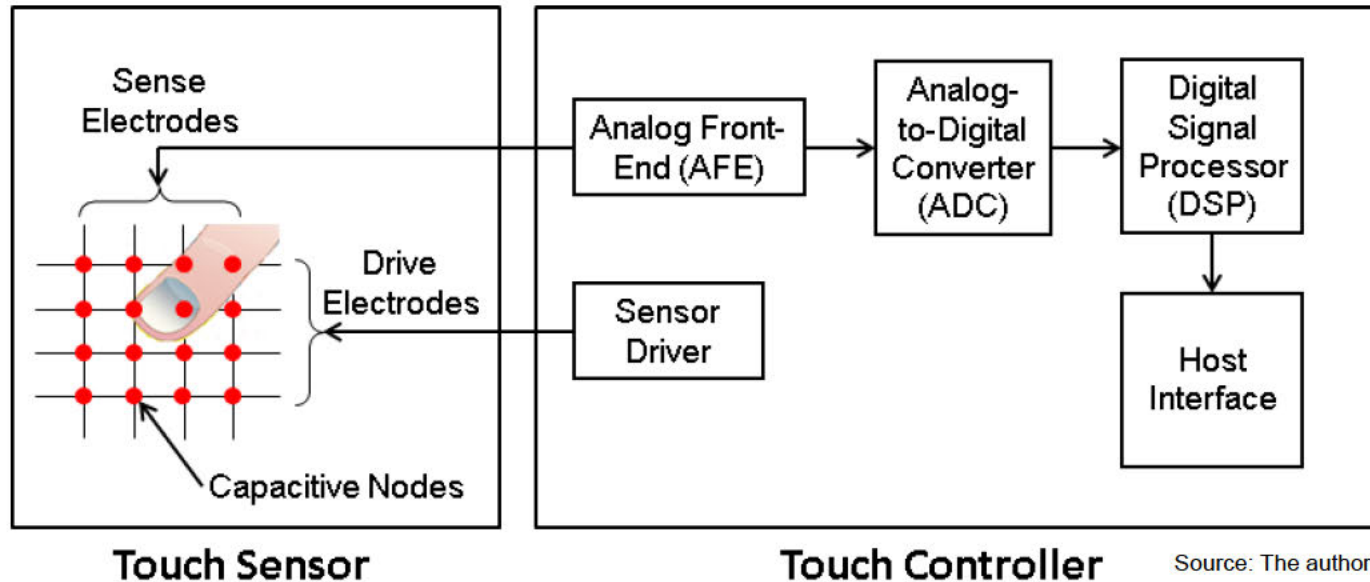 Sense
Electrodes
Drive
Electrodes
Capacitive Nodes
Touch Sensor
Analog Front-
End (AFE)
Analog-
to-Digital
Converter
(ADC)
Digital
Signal
Processor
(DSP)
Sensor
Driver
Host
Interface
Touch Controller
Source: The author